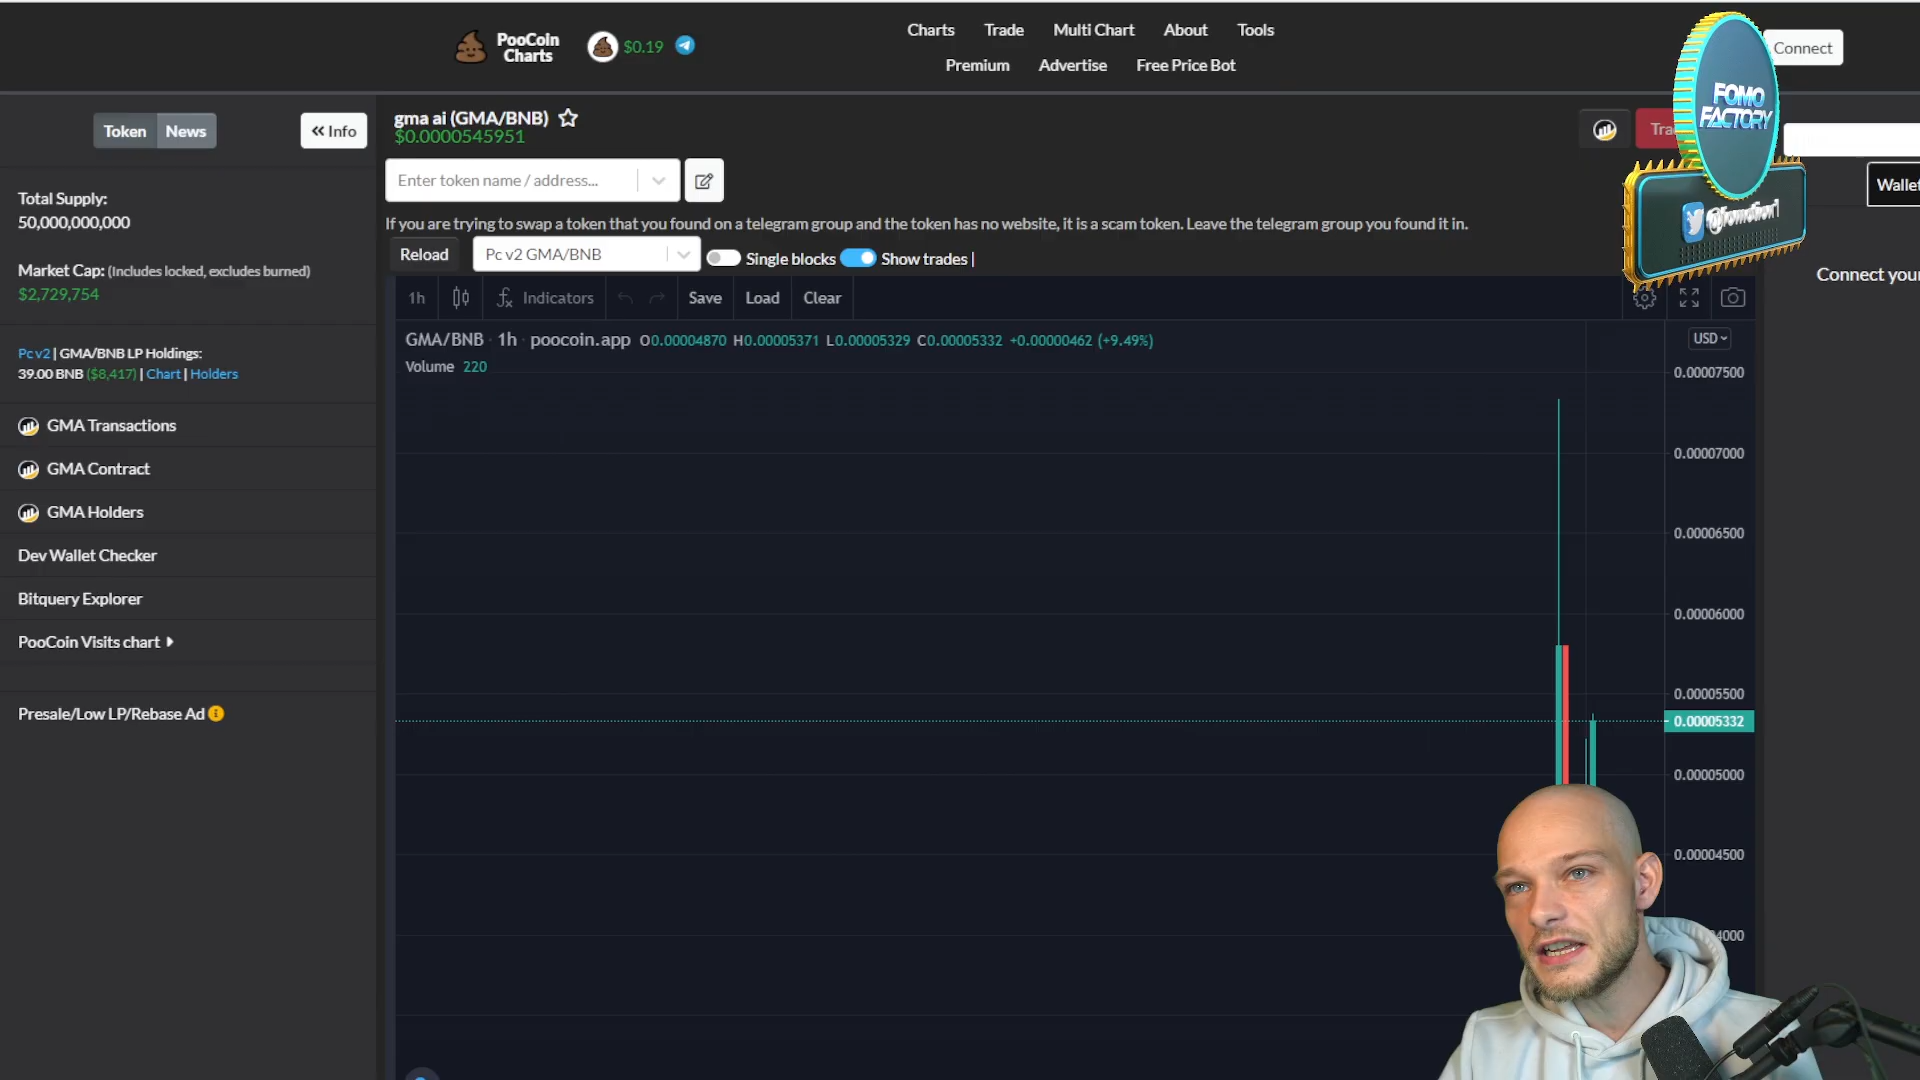 PooCoin
Charts
$0.19
Charts
Trade
Multi Chart
About
Tools
Premium
Advertise
Free Price Bot
Connect
FOMO
FACTORY
Token
News
Info
gma ai (GMA/BNB)
$0.0000545951
Total Supply:
50,000,000,000
Enter token name / address...
Wallet
Market Cap: (Includes locked, excludes burned)
$2,729,754
If you are trying to swap a token that you found on a telegram group and the token has no website, it is a scam token. Leave the telegram group you found it in.
Reload
Pc v2 GMA/BNB
Single blocks
Show trades |
Connect your
1h
Indicators
Save
Load
Clear
Pc v2 | GMA/BNB LP Holdings:
39.00 BNB ($8,417) | Chart | Holders
GMA/BNB · 1h · poocoin.app O0.00004870 H0.00005371 L0.00005329 C0.00005332 +0.00000462 (+9.49%)
Volume 220
USD
GMA Transactions
GMA Contract
GMA Holders
Dev Wallet Checker
Bitquery Explorer
PooCoin Visits chart
Presale/Low LP/Rebase Ad
0.00007500
0.00007000
0.00006500
0.00006000
0.00005500
0.00005332
0.00005000
0.00004500
4000